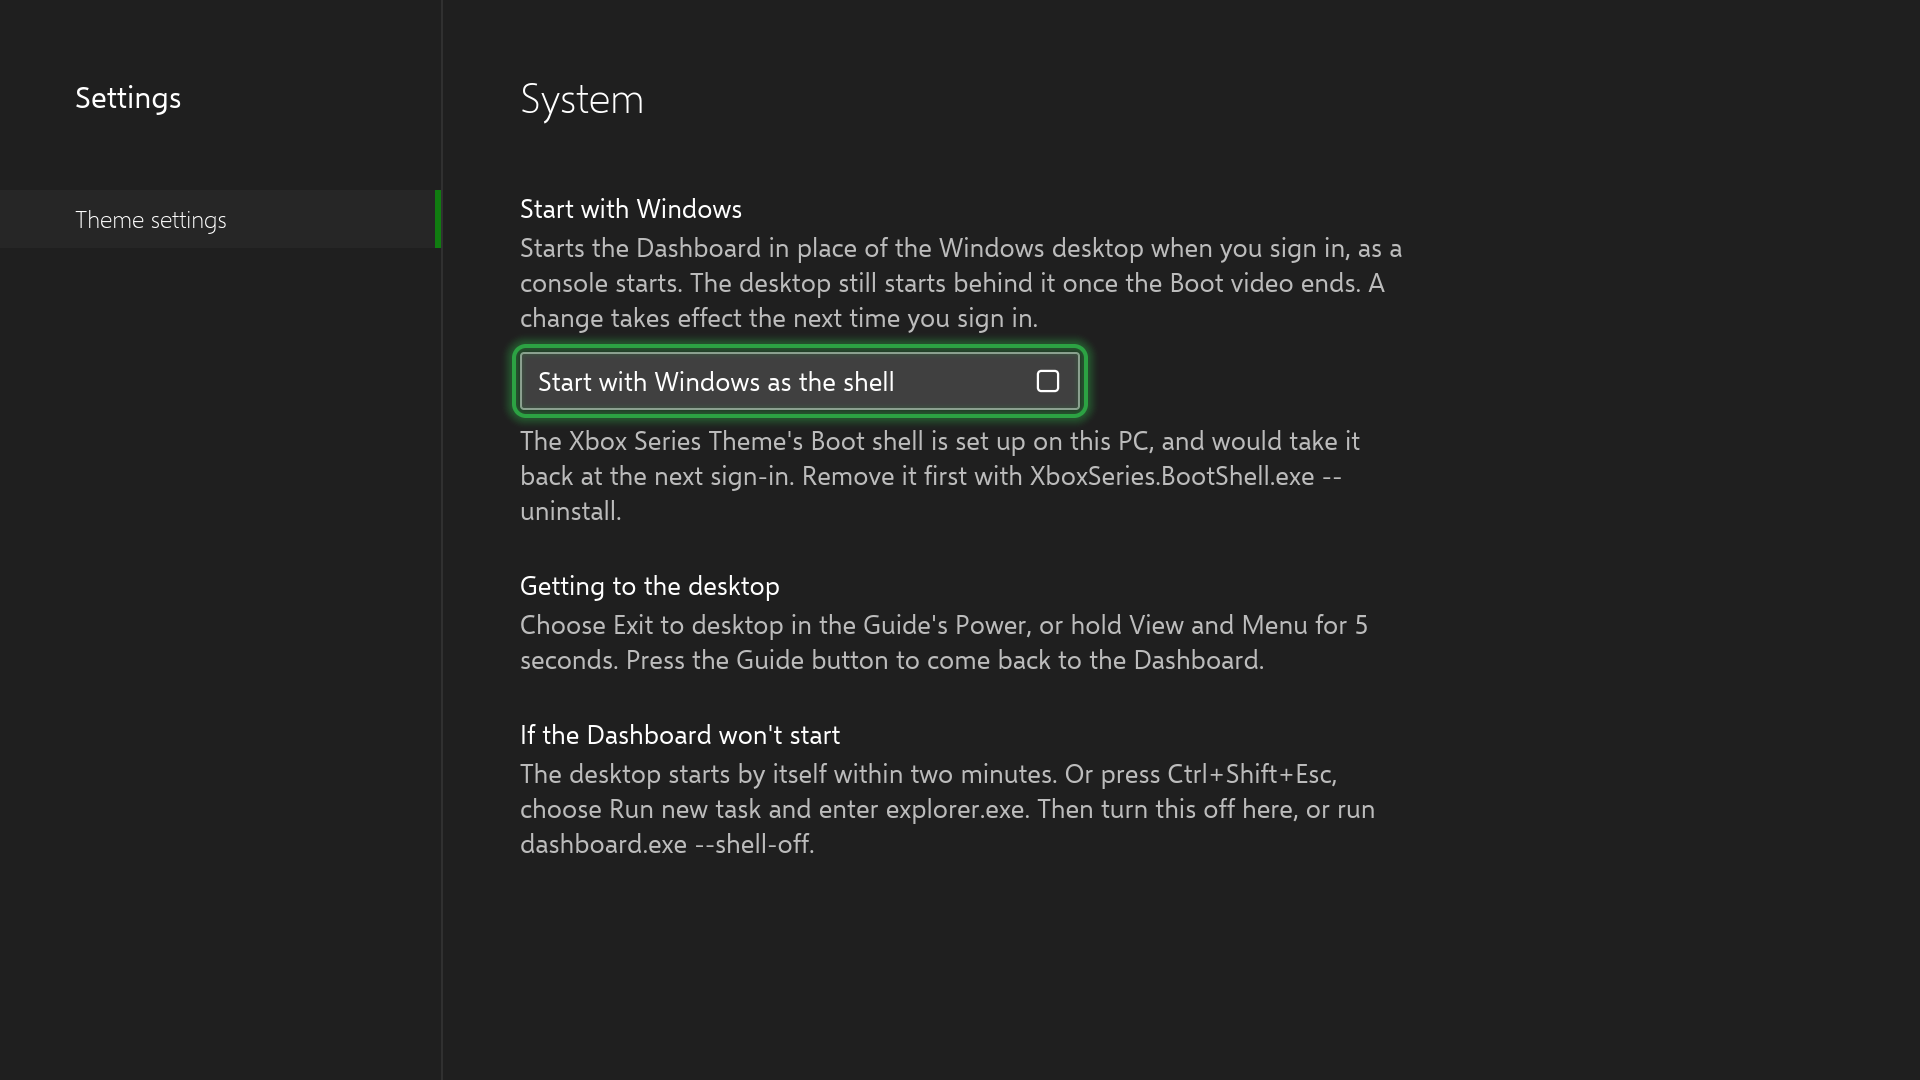 Settings
System
Theme settings
Start with Windows
Starts the Dashboard in place of the Windows desktop when you sign in, as a
console starts. The desktop still starts behind it once the Boot video ends. A
change takes effect the next time you sign in.
Start with Windows as the shell
The Xbox Series Theme's Boot shell is set up on this PC, and would take it
back at the next sign-in. Remove it first with XboxSeries.BootShell.exe --
uninstall.
Getting to the desktop
Choose Exit to desktop in the Guide's Power, or hold View and Menu for 5
seconds. Press the Guide button to come back to the Dashboard.
If the Dashboard won't start
The desktop starts by itself within two minutes. Or press Ctrl+Shift+Esc,
choose Run new task and enter explorer.exe. Then turn this off here, or run
dashboard.exe --shell-off.